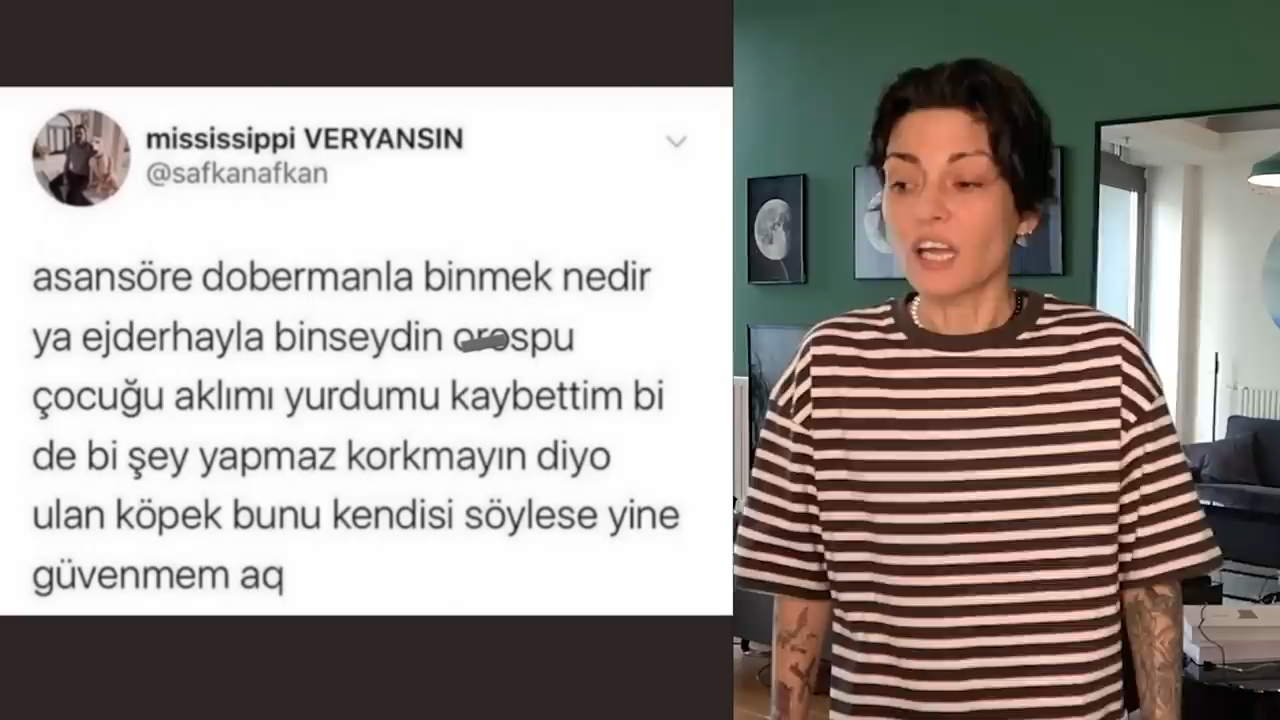 mississippi VERYANSIN
@safkanafkan
asansöre dobermanla binmek nedir
ya ejderhayla binseydin orospu
çocuğu aklımı yurdumu kaybettim bi
de bi şey yapmaz korkmayın diyo
ulan köpek bunu kendisi söylese yine
güvenmem aq